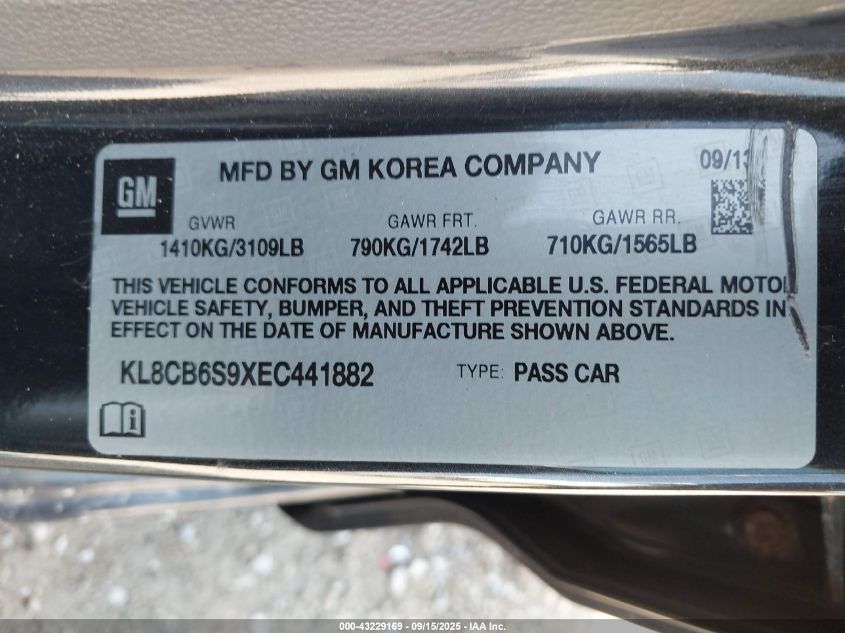 GM
MFD BY GM KOREA COMPANY
09/13
GVWR
GAWR FRT.
GAWR RR.
1410KG/3109LB
790KG/1742LB
710KG/1565LB
THIS VEHICLE CONFORMS TO ALL APPLICABLE U.S. FEDERAL MOTOR
VEHICLE SAFETY, BUMPER, AND THEFT PREVENTION STANDARDS IN
EFFECT ON THE DATE OF MANUFACTURE SHOWN ABOVE.
KL8CB6S9XEC441882
TYPE: PASS CAR
000-43229169 - 09/15/2025 - IAA Inc.